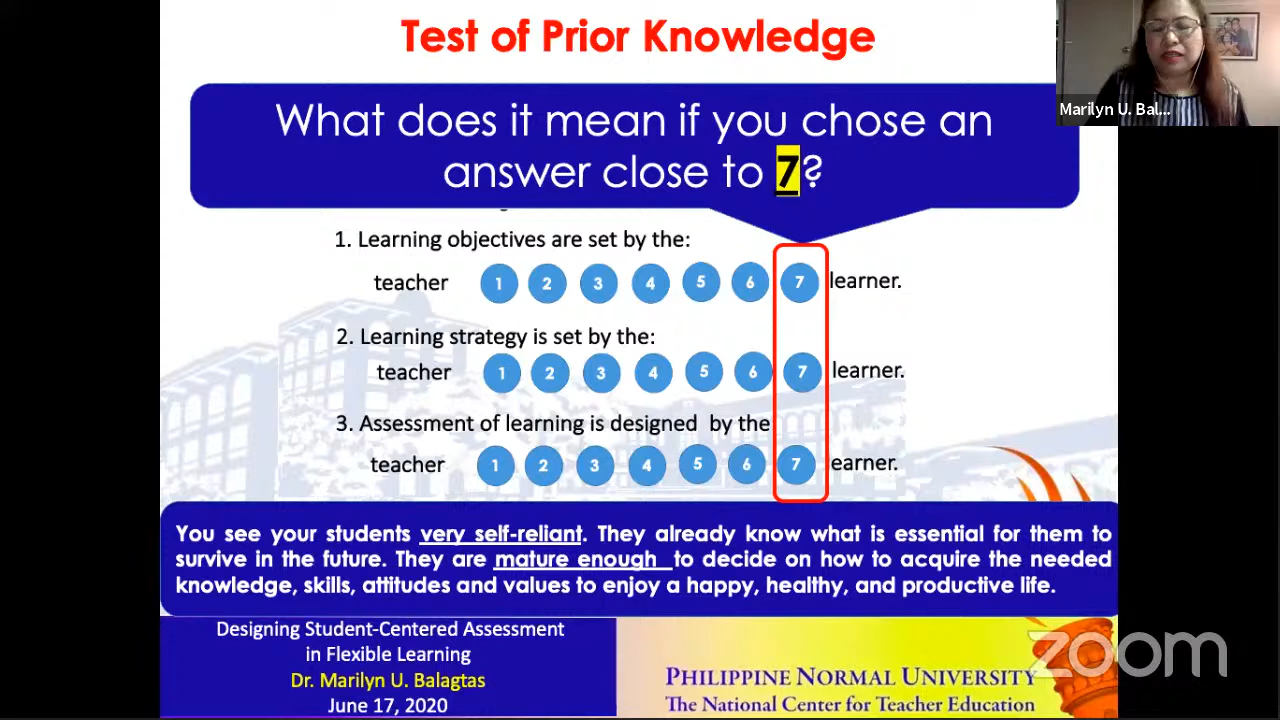 Test of Prior Knowledge
Marilyn U. Bal...
What does it mean if you chose an
answer close to 7?
1. Learning objectives are set by the:
teacher 1 2 3 4 5 6 7 learner.
2. Learning strategy is set by the:
teacher 1 2 3 4 5 6 7 learner.
3. Assessment of learning is designed by the
teacher 1 2 3 4 5 6 7 earner.
You see your students very self-reliant. They already know what is essential for them to
survive in the future. They are mature enough to decide on how to acquire the needed
knowledge, skills, attitudes and values to enjoy a happy, healthy, and productive life.
Designing Student-Centered Assessment
in Flexible Learning
Dr. Marilyn U. Balagtas
June 17, 2020
PHILIPPINE NORMAL UNIVERSITY
The National Center for Teacher Education
zoom